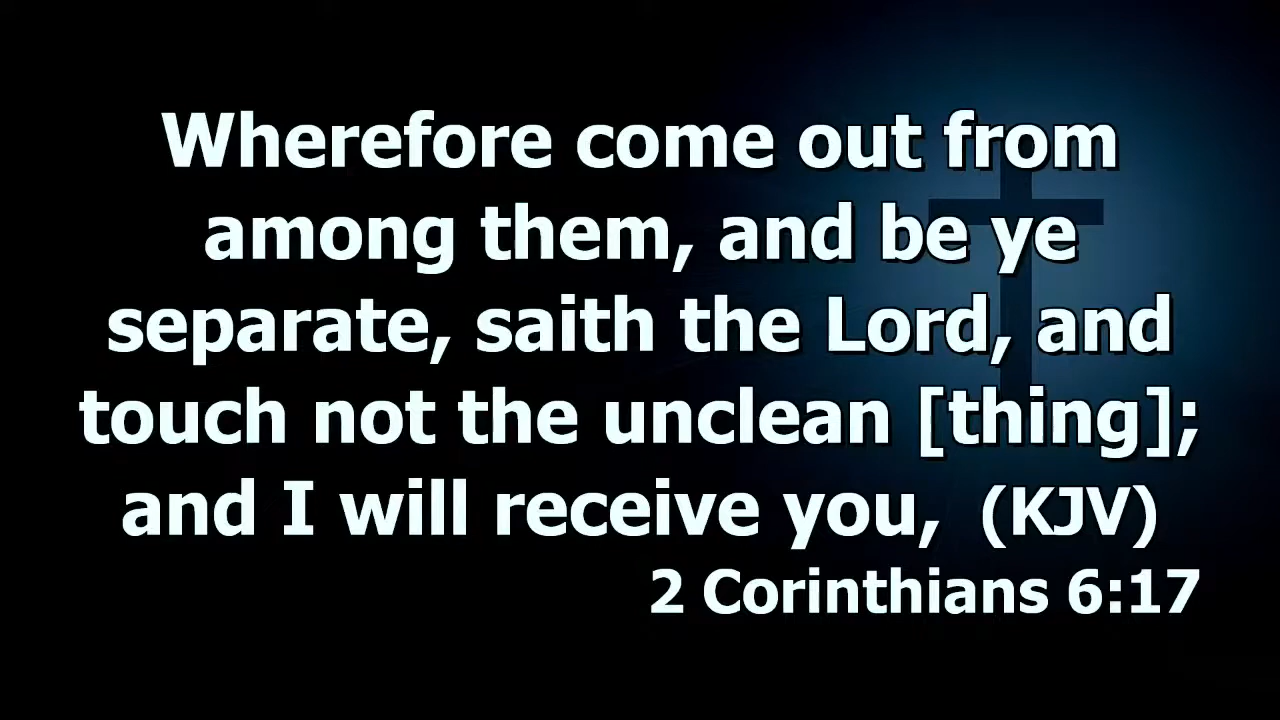 Wherefore come out from
among them, and be ye
separate, saith the Lord, and
touch not the unclean [thing];
and I will receive you, (KJV)
2 Corinthians 6:17